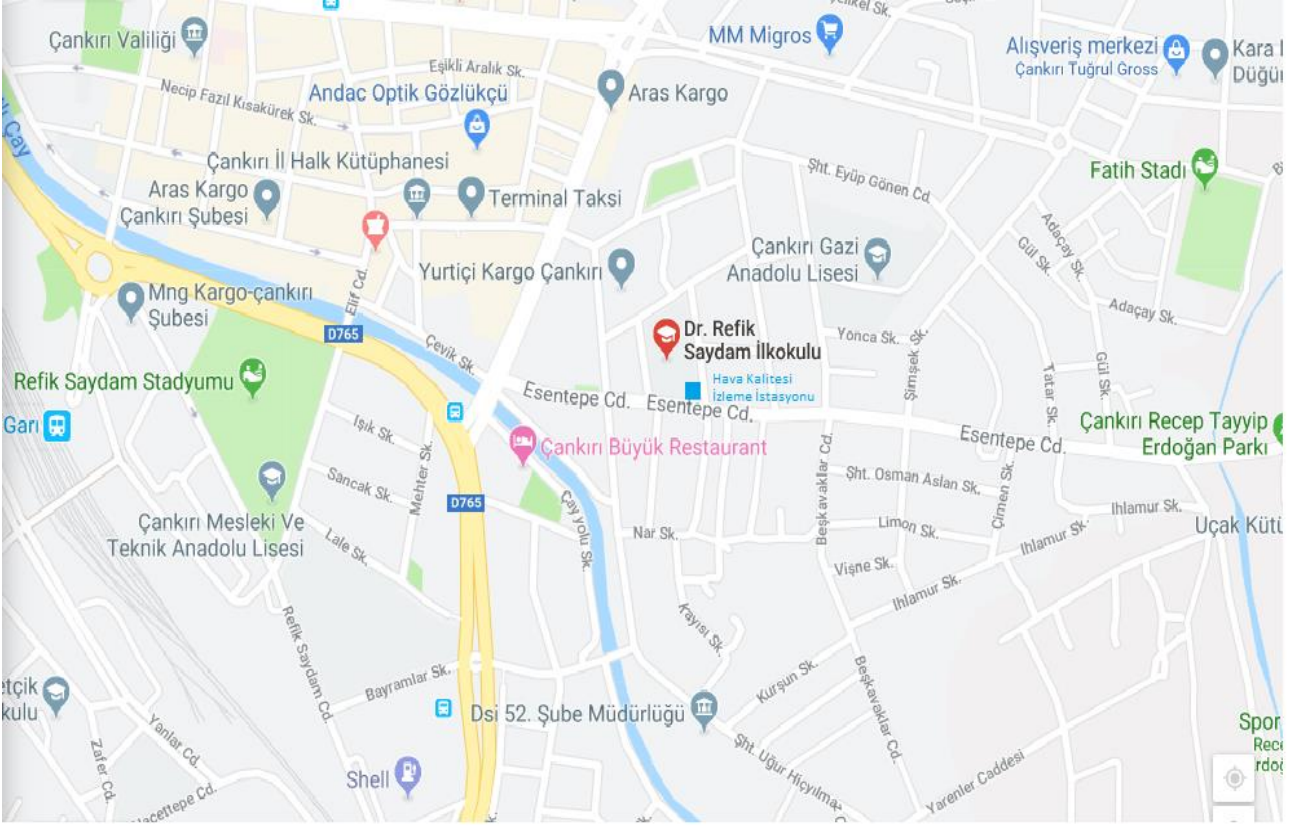 MM Migros
Çankırı Valiliği
Alışveriş merkezi
Çankırı Tuğrul Gross
Eşikli Aralık Sk.
Necip Fazıl Kısakürek Sk.
Andac Optik Gözlükçü
Aras Kargo
Çankırı İl Halk Kütüphanesi
Aras Kargo
Çankırı Şubesi
Terminal Taksi
Şht. Eyüp Gönen Cd.
Fatih Stadı
Adaçay Sk.
Gül Sk.
Çankırı Gazi
Anadolu Lisesi
Yurtiçi Kargo Çankırı
Elif Cd.
Mng Kargo-çankırı
Şubesi
Adaçay Sk.
D765
Çevik Sk.
Dr. Refik
Saydam İlkokulu
Yonca Sk.
Şimşek Sk.
Tatar Sk.
Gül Sk.
Refik Saydam Stadyumu
Hava Kalitesi
İzleme İstasyonu
Esentepe Cd.
Esentepe Cd.
Esentepe Cd.
Garı
Işık Sk.
Çankırı Recep Tayyip
Erdoğan Parkı
Çankırı Büyük Restaurant
Mehter Sk.
Sancak Sk.
Beşkavaklar Cd.
Şht. Osman Aslan Sk.
Çimen Sk.
D765
Çay yolu Sk.
Çankırı Mesleki Ve
Teknik Anadolu Lisesi
Lale Sk.
Nar Sk.
Limon Sk.
Ihlamur Sk.
Ihlamur Sk.
Vişne Sk.
Ihlamur Sk.
Kayısı Sk.
Refik Saydam Cd.
Bayramlar Sk.
Kurşun Sk.
Beşkavaklar Cd.
Dsi 52. Şube Müdürlüğü
Yanlar Cd.
Zafer Cd.
Şht. Uğur Hıçyılmaz
Yarenler Caddesi
Spor
Shell